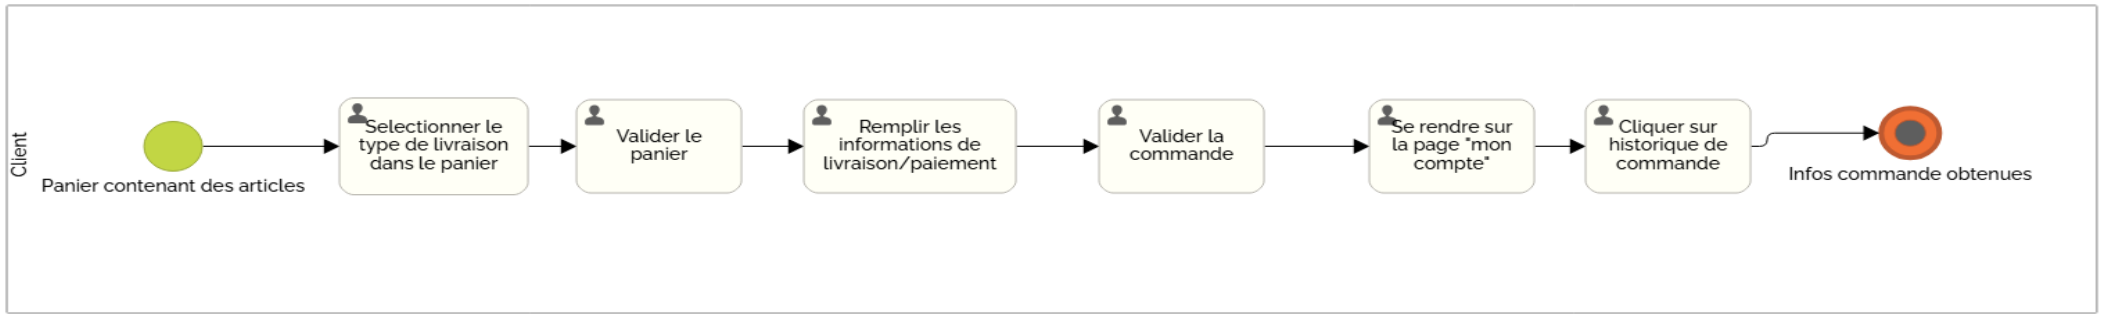 Client
Panier contenant des articles
Selectionner le
type de livraison
dans le panier
Valider le
panier
Remplir les
informations de
livraison/paiement
Valider la
commande
Se rendre sur
la page "mon
compte"
Cliquer sur
historique de
commande
Infos commande obtenues